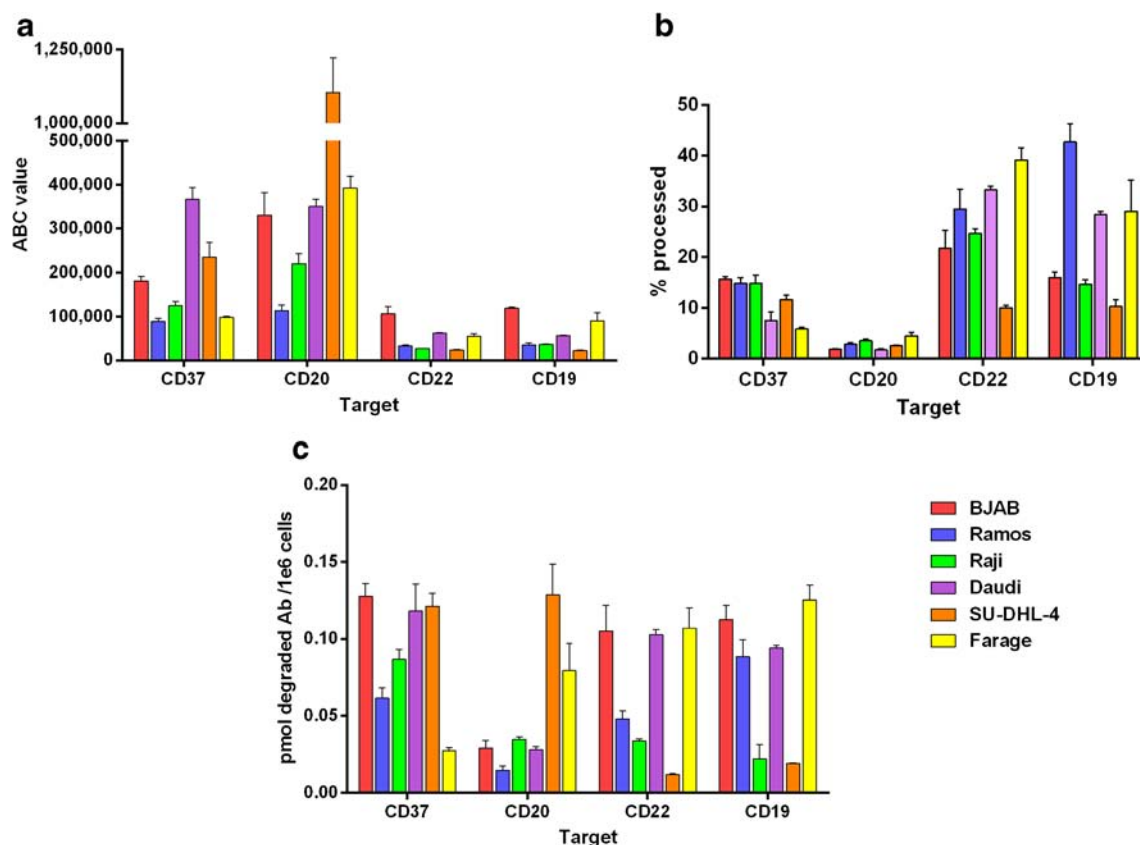 a
1,250,000
1,000,000
500,000
400,000
300,000
200,000
100,000
0
ABC value
CD37 CD20 CD22 CD19
Target
b
50
40
30
20
10
0
% processed
CD37 CD20 CD22 CD19
Target
c
0.20
0.15
0.10
0.05
0.00
pmol degraded Ab /1e6 cells
CD37 CD20 CD22 CD19
Target
BJAB
Ramos
Raji
Daudi
SU-DHL-4
Farage